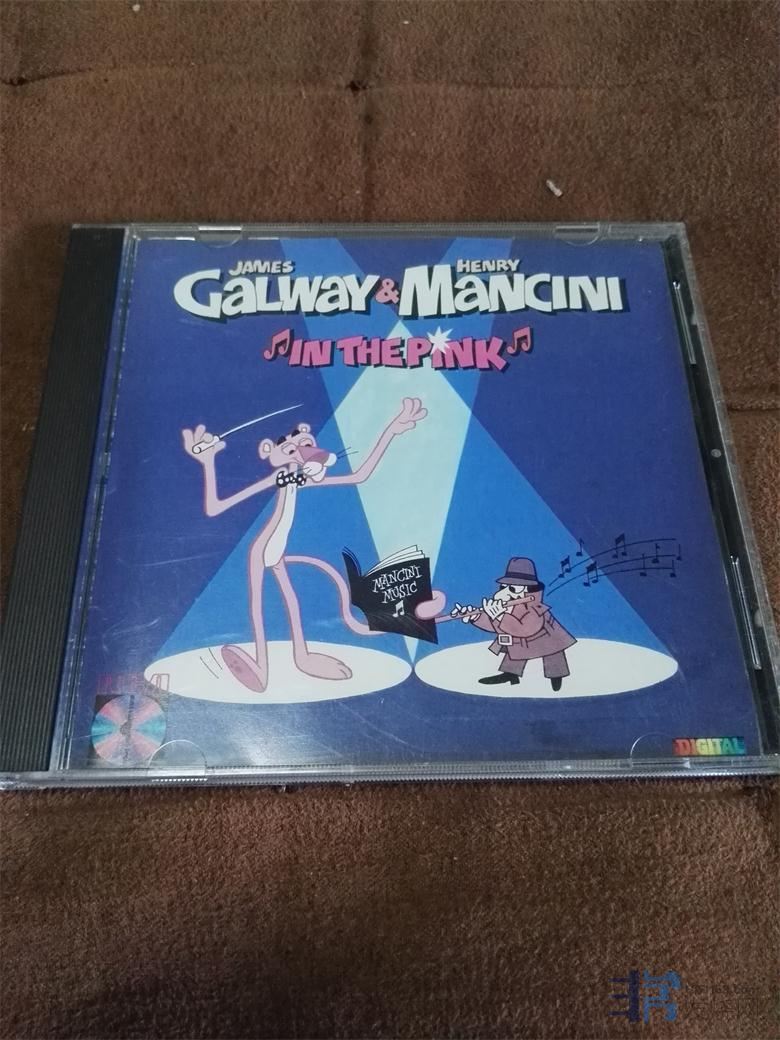 JAMES HENRY
GALWAY & MANCINI
IN THE PINK
MANCINI
MUSIC
DIGITAL